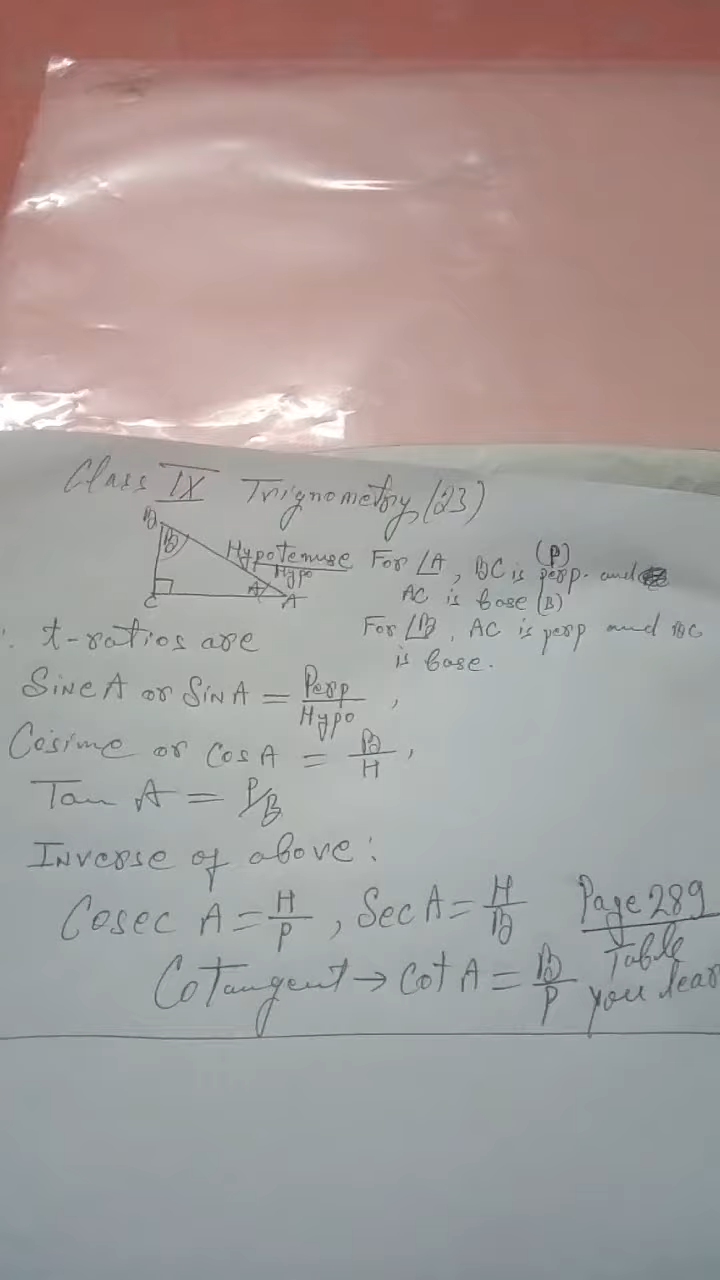 Class IX Trignometry (23)
B
B
Hypotenuse
Hypo
C
A
A
For ∠A, BC is perp. (P) and
AC is base (B)
For ∠B, AC is perp and BC
is base.
∴ t-ratios are
Sine A or Sin A = Perp/Hypo ,
Cosine or Cos A = B/H ,
Tan A = P/B
Inverse of above:
Cosec A = H/P , Sec A = H/B
Cotangent → Cot A = B/P
Page 289
Table
you lear